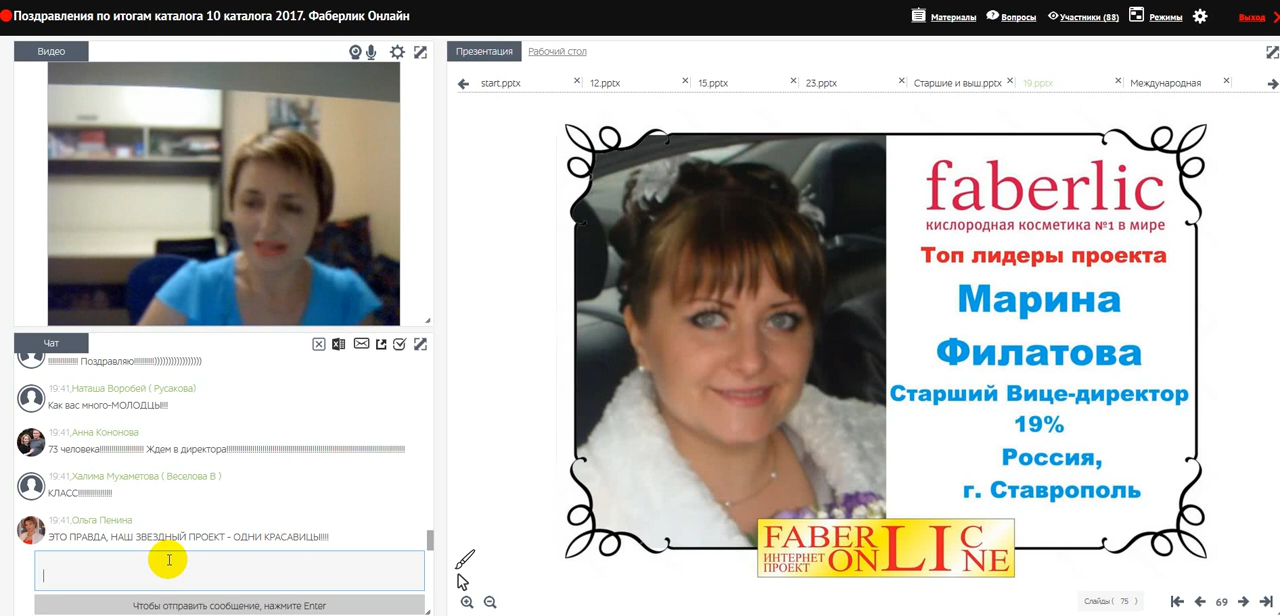 Поздравления по итогам каталога 10 каталога 2017. Фаберлик Онлайн
Материалы
Вопросы
Участники (88)
Режимы
Выход
Видео
Презентация
Рабочий стол
start.pptx
12.pptx
15.pptx
23.pptx
Старшие и выш.pptx
19.pptx
Международная
faberlic
кислородная косметика №1 в мире
Топ лидеры проекта
Марина
Филатова
Старший Вице-директор
19%
Россия,
г. Ставрополь
FABERLIC
ИНТЕРНЕТ ПРОЕКТ ONLINE
Чат
!!!!!!!!!!!!!!! Поздравляю!!!!!!!!!!))))))))))))))))))
19:41, Наташа Воробей ( Русакова)
Как вас много-МОЛОДЦЫ!!!!
19:41, Анна Кононова
73 человека!!!!!!!!!!!!!!!!!!!!!! Ждем в директора!!!!!!!!!!!!!!!!!!!!!!!!!!!!!!!!!!!!!!!!!!!!!!!!!!!!!!!!!!!!!!!!!!!!!!!!!!!!!!!!!!!!!!!!
19:41, Халима Мухаметова ( Веселова В )
КЛАСС!!!!!!!!!!!!!!!!!
19:41, Ольга Пенина
ЭТО ПРАВДА, НАШ ЗВЕЗДНЫЙ ПРОЕКТ - ОДНИ КРАСАВИЦЫ!!!!
Чтобы отправить сообщение, нажмите Enter
Слайды ( 75 )
69